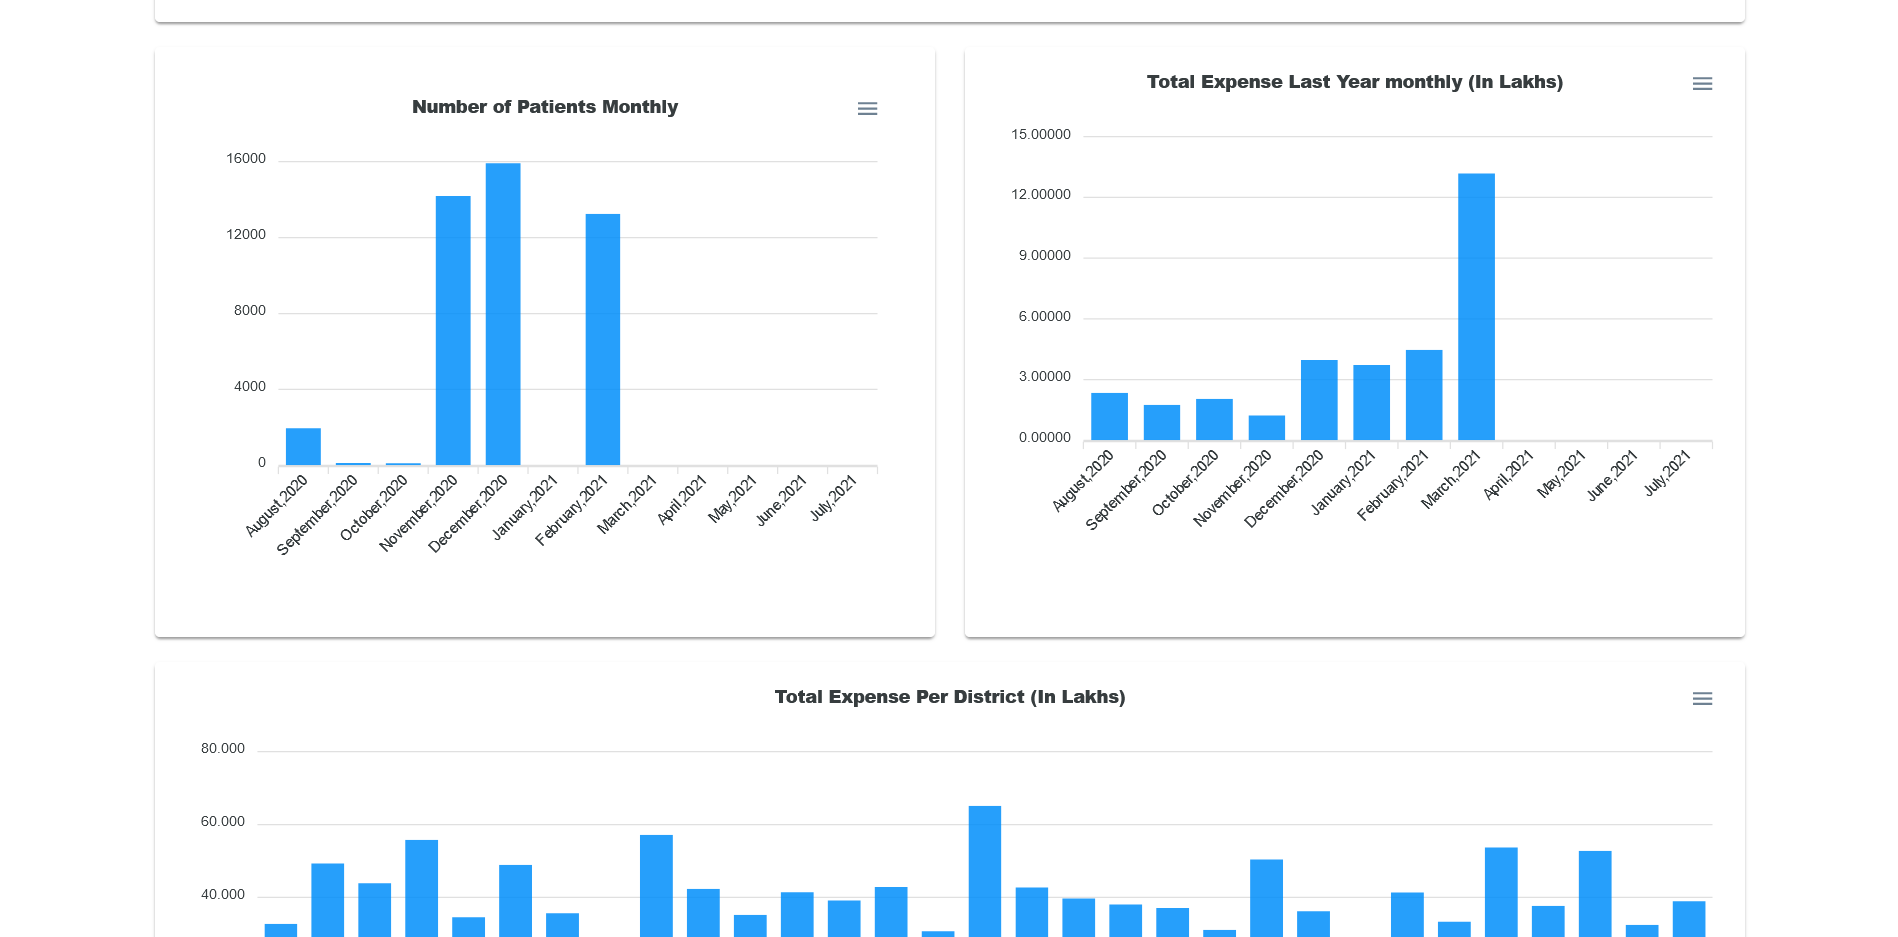 Number of Patients Monthly
16000
12000
8000
4000
0
August,2020
September,2020
October,2020
November,2020
December,2020
January,2021
February,2021
March,2021
April,2021
May,2021
June,2021
July,2021
Total Expense Last Year monthly (In Lakhs)
15.00000
12.00000
9.00000
6.00000
3.00000
0.00000
August,2020
September,2020
October,2020
November,2020
December,2020
January,2021
February,2021
March,2021
April,2021
May,2021
June,2021
July,2021
Total Expense Per District (In Lakhs)
80.000
60.000
40.000